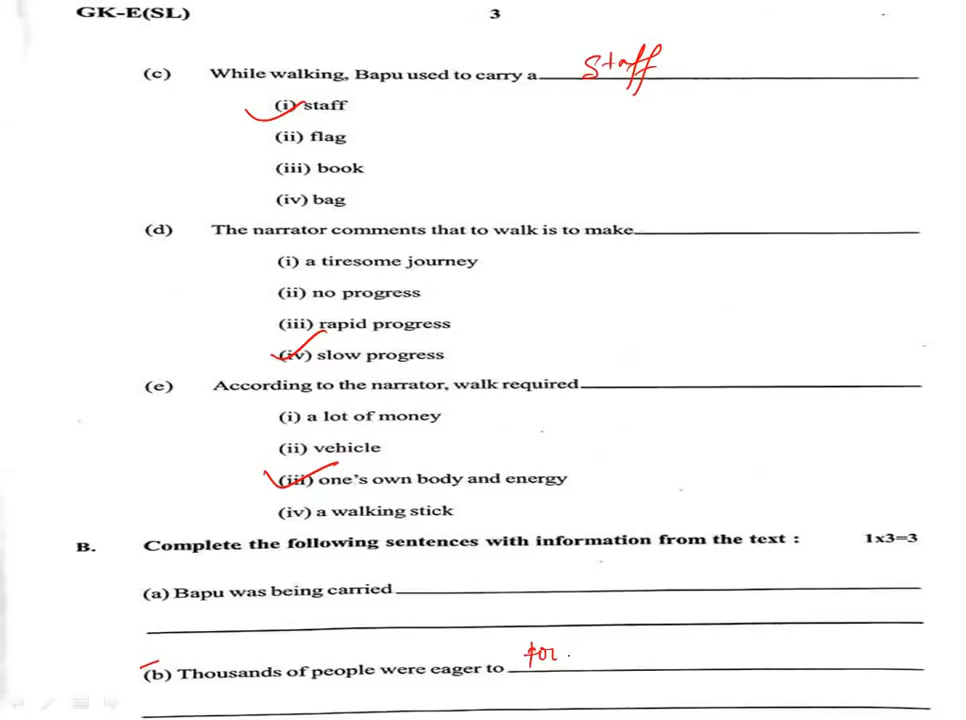 GK-E(SL) 3
(c) While walking, Bapu used to carry a staff
(i) staff
(ii) flag
(iii) book
(iv) bag
(d) The narrator comments that to walk is to make
(i) a tiresome journey
(ii) no progress
(iii) rapid progress
(iv) slow progress
(e) According to the narrator, walk required
(i) a lot of money
(ii) vehicle
(iii) one's own body and energy
(iv) a walking stick
B. Complete the following sentences with information from the text : 1x3=3
(a) Bapu was being carried
(b) Thousands of people were eager to